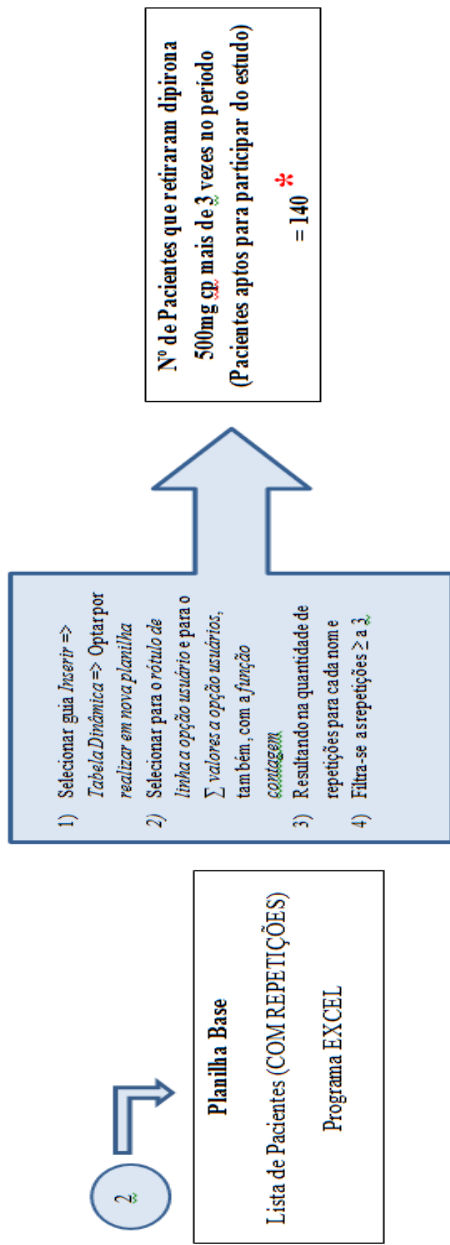 2
Planilha Base
Lista de Pacientes (COM REPETIÇÕES)
Programa EXCEL
1) Selecionar guia Inserir =>
Tabela Dinâmica => Optar por
realizar em nova planilha
2) Selecionar para o rótulo de
linha a opção usuário e para o
∑ valores a opção usuários,
também, com a função
contagem
3) Resultando na quantidade de
repetições para cada nome e
4) Filtra-se as repetições ≥ a 3
Nº de Pacientes que retiraram dipirona
500mg cp mais de 3 vezes no período
(Pacientes aptos para participar do estudo)
= 140*